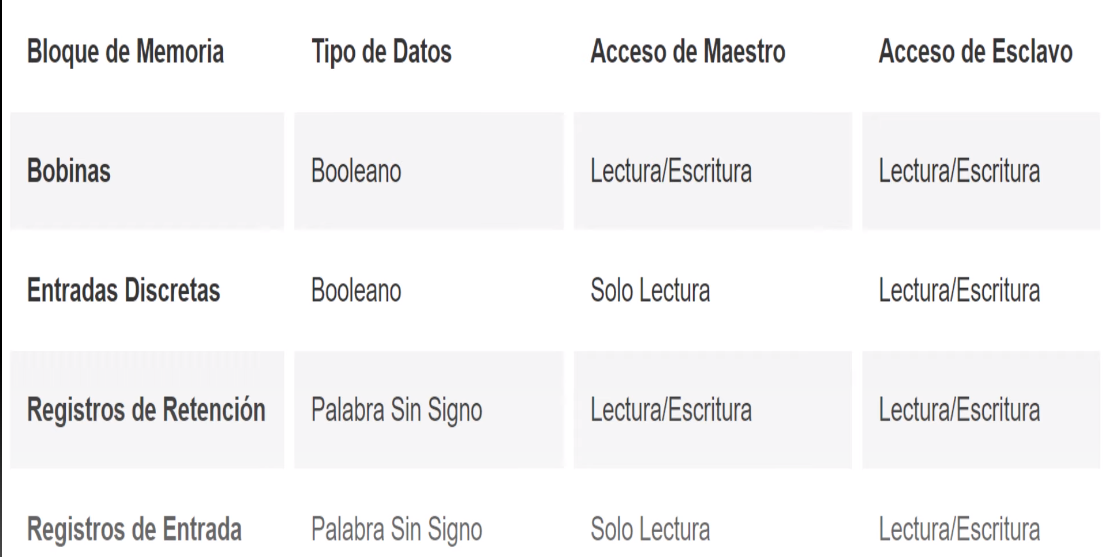 Bloque de Memoria Tipo de Datos Acceso de Maestro Acceso de Esclavo
Bobinas Booleano Lectura/Escritura Lectura/Escritura
Entradas Discretas Booleano Solo Lectura Lectura/Escritura
Registros de Retención Palabra Sin Signo Lectura/Escritura Lectura/Escritura
Registros de Entrada Palabra Sin Signo Solo Lectura Lectura/Escritura